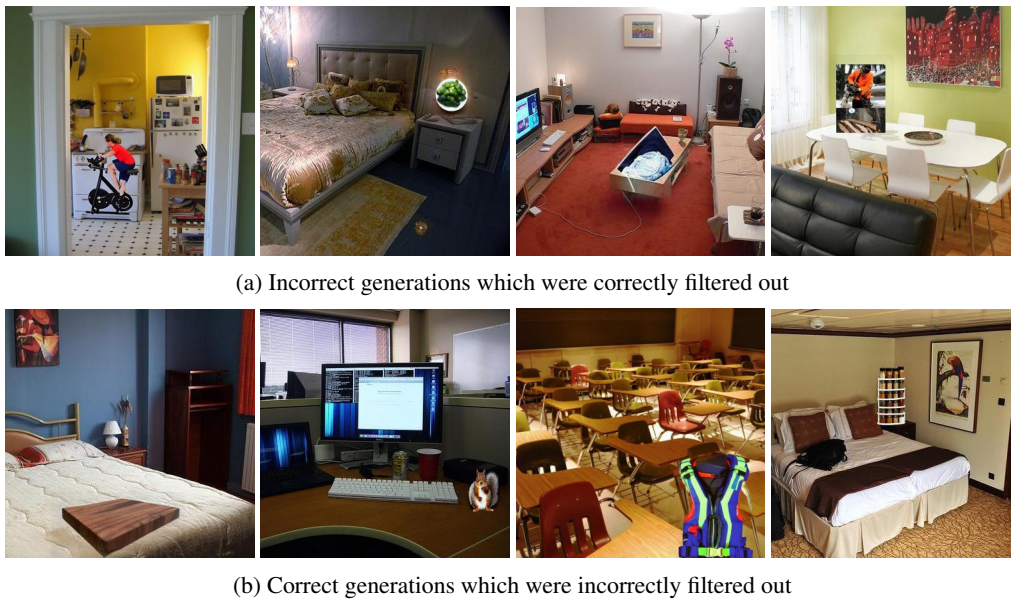 (a) Incorrect generations which were correctly filtered out
(b) Correct generations which were incorrectly filtered out